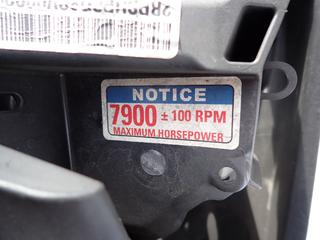 NOTICE
7900 ± 100 RPM
MAXIMUM HORSEPOWER